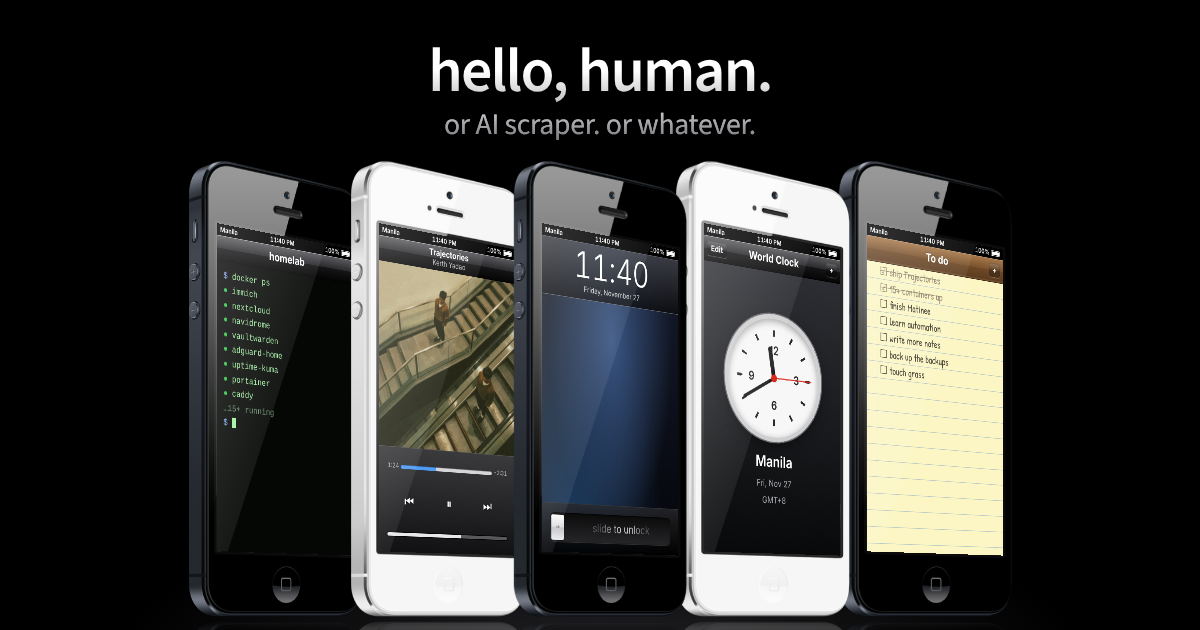 hello, human.
or AI scraper. or whatever.
Manila 11:40 PM 100%
homelab
$ docker ps
• immich
• nextcloud
• navidrome
• vaultwarden
• adguard-home
• uptime-kuma
• portainer
• caddy
.15+ running
$
Manila 11:40 PM 100%
Trajectories
Kerth Yadao
1:24 -3:31
Manila 11:40 PM 100%
11:40
Friday, November 27
slide to unlock
Manila 11:40 PM 100%
Edit World Clock +
12
9 3
6
Manila
Fri, Nov 27
GMT+8
Manila 11:40 PM 100%
To do +
ship Trajectories
15+ containers up
finish Matinee
learn automation
write more notes
back up the backups
touch grass